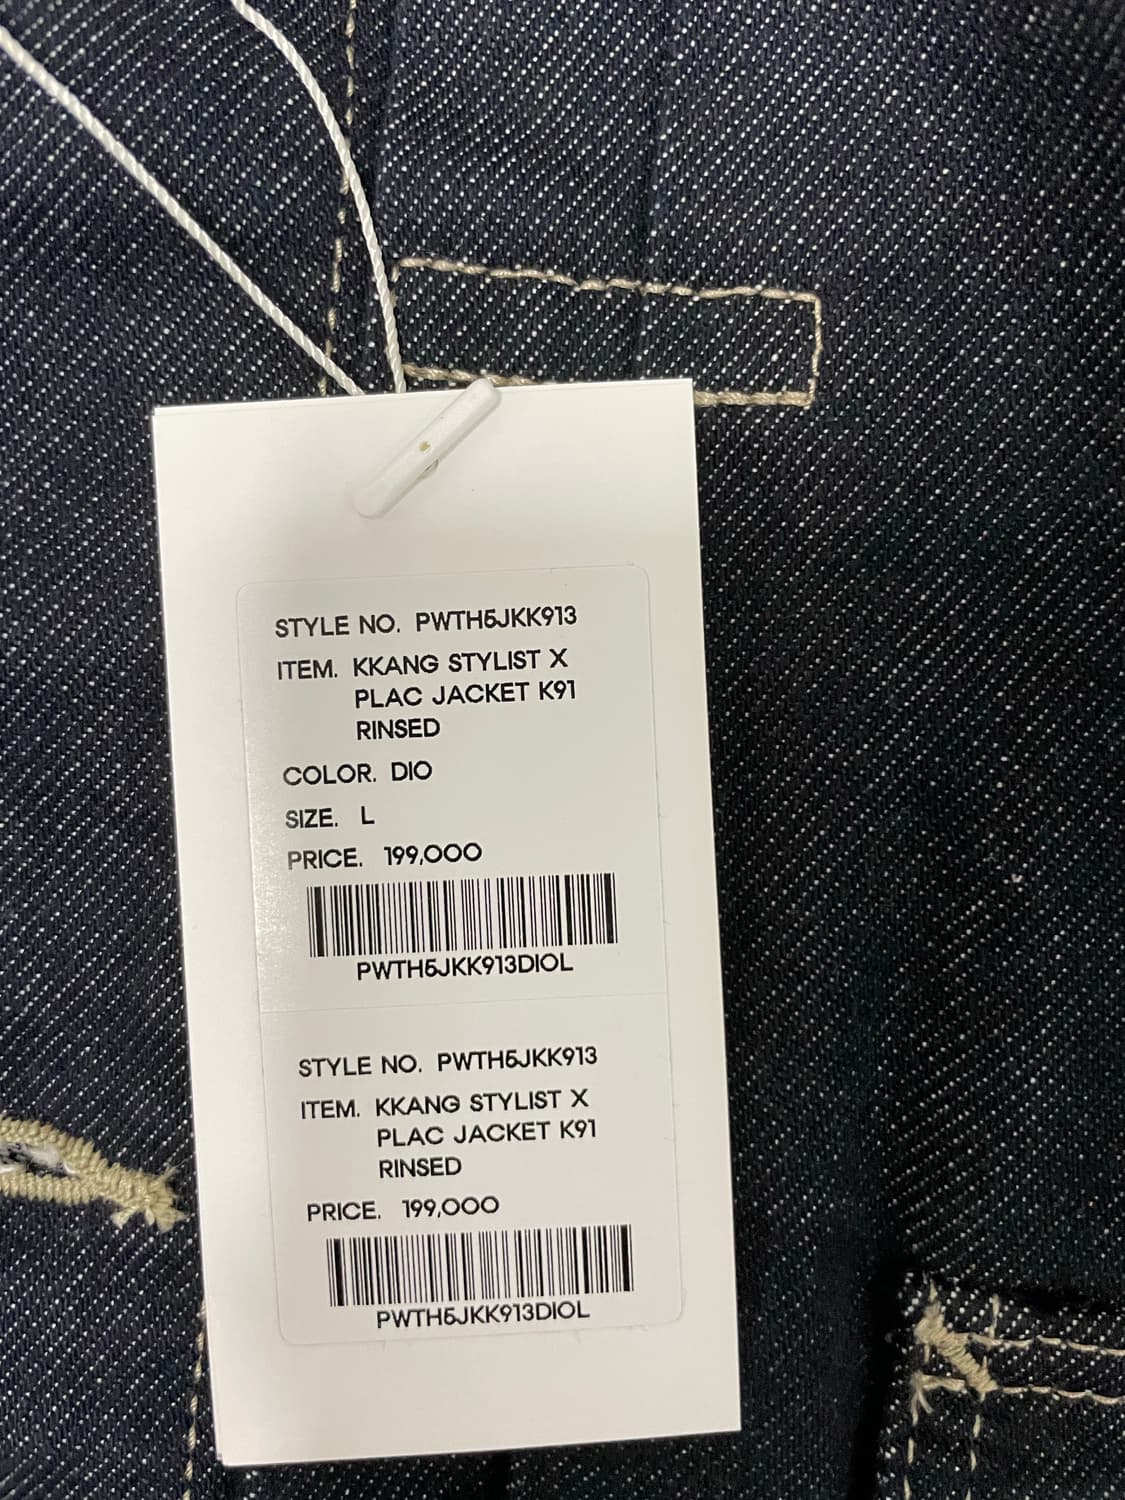 STYLE NO. PWTH5JKK913
ITEM. KKANG STYLIST X
PLAC JACKET K91
RINSED
COLOR. DIO
SIZE. L
PRICE. 199,000
PWTH5JKK913DIOL
STYLE NO. PWTH5JKK913
ITEM. KKANG STYLIST X
PLAC JACKET K91
RINSED
PRICE. 199,000
PWTH5JKK913DIOL